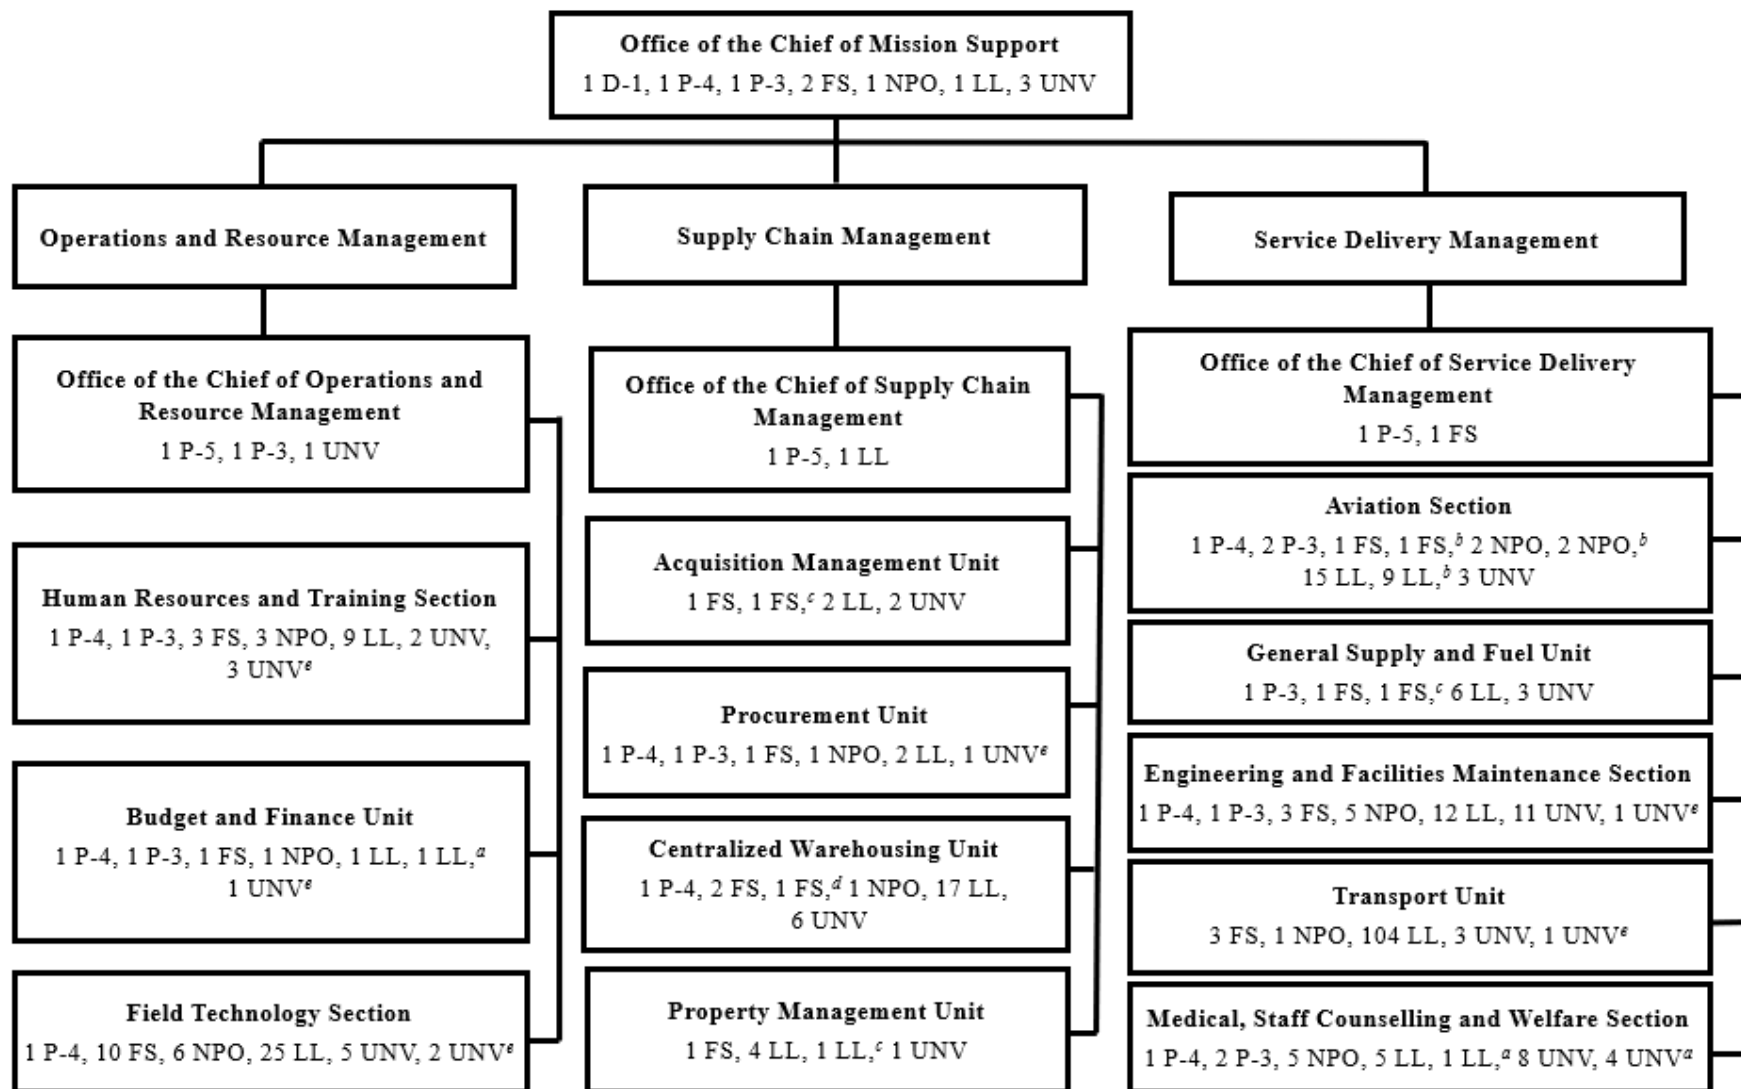 Office of the Chief of Mission Support
1 D-1, 1 P-4, 1 P-3, 2 FS, 1 NPO, 1 LL, 3 UNV
Operations and Resource Management
Office of the Chief of Operations and
Resource Management
1 P-5, 1 P-3, 1 UNV
Human Resources and Training Section
1 P-4, 1 P-3, 3 FS, 3 NPO, 9 LL, 2 UNV,
3 UNVᵉ
Budget and Finance Unit
1 P-4, 1 P-3, 1 FS, 1 NPO, 1 LL, 1 LL,ᵃ
1 UNVᵉ
Field Technology Section
1 P-4, 10 FS, 6 NPO, 25 LL, 5 UNV, 2 UNVᵉ
Supply Chain Management
Office of the Chief of Supply Chain
Management
1 P-5, 1 LL
Acquisition Management Unit
1 FS, 1 FS,ᶜ 2 LL, 2 UNV
Procurement Unit
1 P-4, 1 P-3, 1 FS, 1 NPO, 2 LL, 1 UNVᵉ
Centralized Warehousing Unit
1 P-4, 2 FS, 1 FS,ᵈ 1 NPO, 17 LL,
6 UNV
Property Management Unit
1 FS, 4 LL, 1 LL,ᶜ 1 UNV
Service Delivery Management
Office of the Chief of Service Delivery
Management
1 P-5, 1 FS
Aviation Section
1 P-4, 2 P-3, 1 FS, 1 FS,ᵇ 2 NPO, 2 NPO,ᵇ
15 LL, 9 LL,ᵇ 3 UNV
General Supply and Fuel Unit
1 P-3, 1 FS, 1 FS,ᶜ 6 LL, 3 UNV
Engineering and Facilities Maintenance Section
1 P-4, 1 P-3, 3 FS, 5 NPO, 12 LL, 11 UNV, 1 UNVᵉ
Transport Unit
3 FS, 1 NPO, 104 LL, 3 UNV, 1 UNVᵉ
Medical, Staff Counselling and Welfare Section
1 P-4, 2 P-3, 5 NPO, 5 LL, 1 LL,ᵃ 8 UNV, 4 UNVᵃ